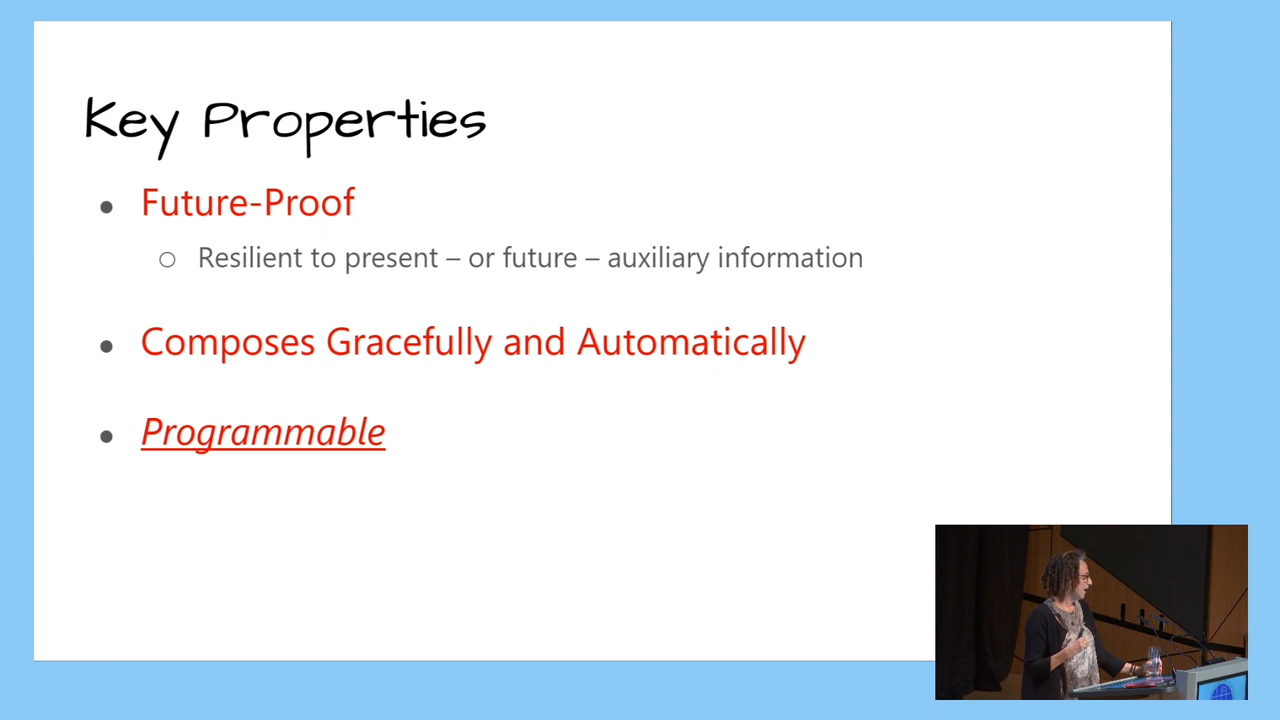 Key Properties
● Future-Proof
○ Resilient to present – or future – auxiliary information
● Composes Gracefully and Automatically
● Programmable